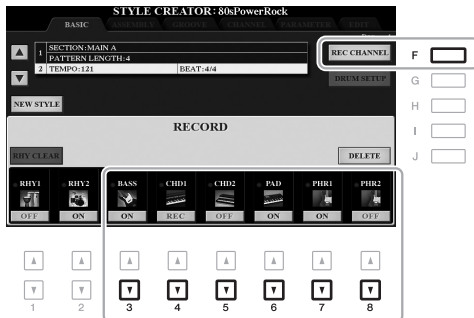 STYLE CREATOR: 80sPowerRock
BASIC ASSEMBLY GROOVE CHANNEL PARAMETER EDIT
1 SECTION:MAIN A
PATTERN LENGTH:4
2 TEMPO:121 BEAT:4/4
REC CHANNEL F
DRUM SETUP G
NEW STYLE H
RECORD I
RHY CLEAR DELETE J
RHY1 RHY2 BASS CHD1 CHD2 PAD PHR1 PHR2
OFF ON ON REC OFF ON ON OFF
1 2 3 4 5 6 7 8